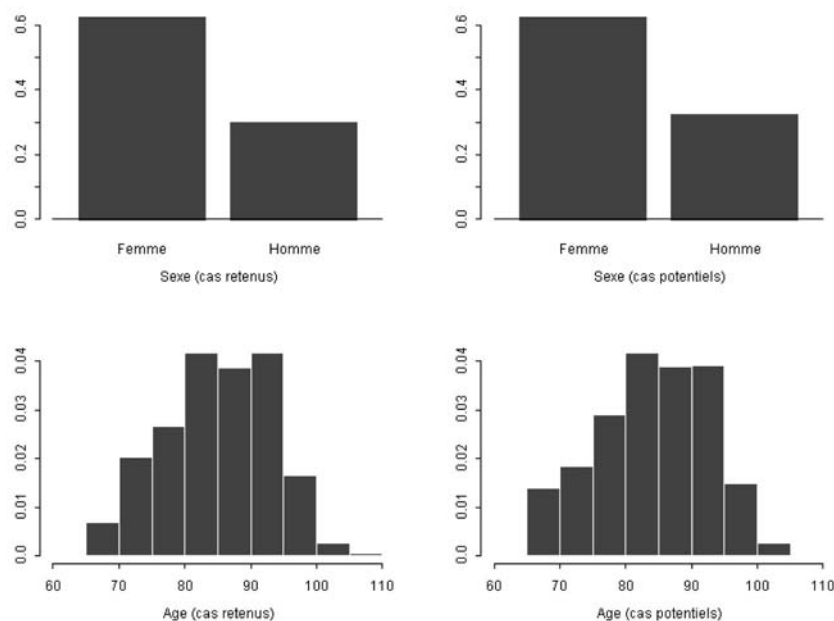 0.0 0.2 0.4 0.6
Femme Homme
Sexe (cas retenus)
0.0 0.2 0.4 0.6
Femme Homme
Sexe (cas potentiels)
0.0 0.01 0.02 0.03 0.04
60 70 80 90 100 110
Age (cas retenus)
0.0 0.01 0.02 0.03 0.04
60 70 80 90 100 110
Age (cas potentiels)